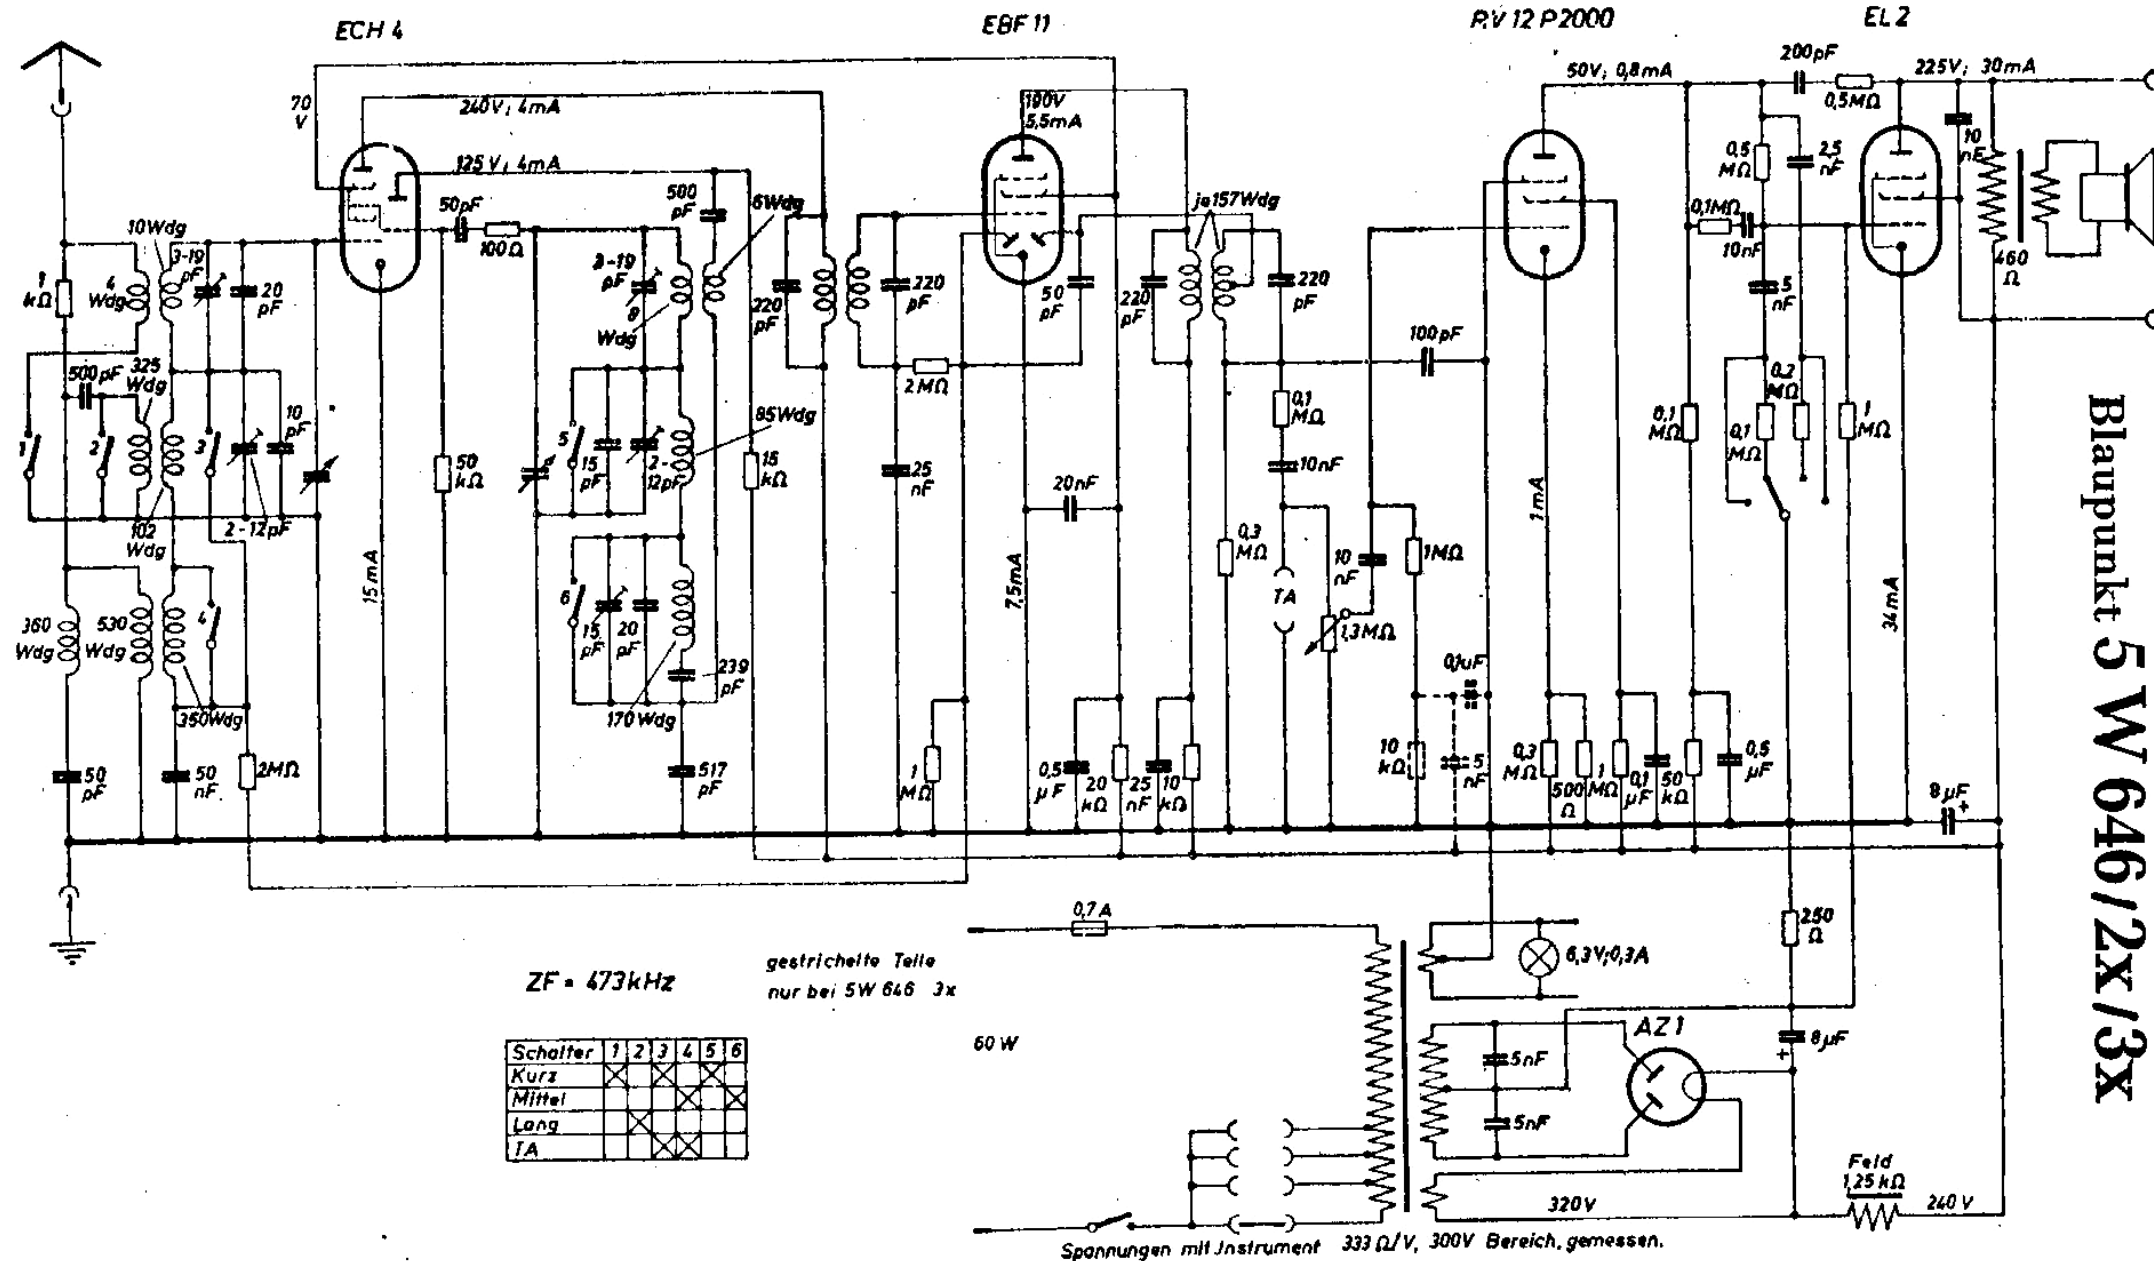 ECH 4
EBF 11
RV 12 P2000
EL 2
70
V
240V; 4mA
125V; 4mA
190V
5,5mA
50V; 0,8mA
200pF
0,5MΩ
225V; 30mA
10
nF
10Wdg
3-19
pF
4
Wdg
1
kΩ
20
pF
50pF
100Ω
500
pF
6Wdg
3-19
pF
8
Wdg
220
pF
220
pF
50
pF
je157Wdg
220
pF
220
pF
100pF
0,5
MΩ
2,5
nF
0,1MΩ
10nF
5
nF
460
Ω
500pF
325
Wdg
10
pF
1
2
3
102
Wdg
2-12pF
50
kΩ
5
15
pF
2-
12pF
85Wdg
15
kΩ
2MΩ
25
nF
20nF
0,1
MΩ
10nF
0,3
MΩ
TA
10
nF
1MΩ
1,3MΩ
0,1
MΩ
0,2
MΩ
0,1
MΩ
1
MΩ
15mA
7,5mA
1mA
34mA
360
Wdg
530
Wdg
4
350Wdg
6
15
pF
20
pF
239
pF
170Wdg
517
pF
50
pF
50
nF
2MΩ
1
MΩ
0,5
µF
20
kΩ
25
nF
10
kΩ
0,1µF
10
kΩ
5
nF
0,3
MΩ
500
Ω
1
MΩ
0,1
µF
50
kΩ
0,5
µF
8µF
+
Blaupunkt 5 W 646/2x/3x
0,7A
gestrichelte Teile
nur bei 5W 646 3x
ZF = 473kHz
60W
6,3V;0,3A
250
Ω
AZ1
5nF
5nF
8µF
+
Schalter 1 2 3 4 5 6
Kurz
Mittel
Lang
TA
320V
Feld
1,25kΩ
240V
Spannungen mit Jnstrument 333Ω/V, 300V Bereich, gemessen.